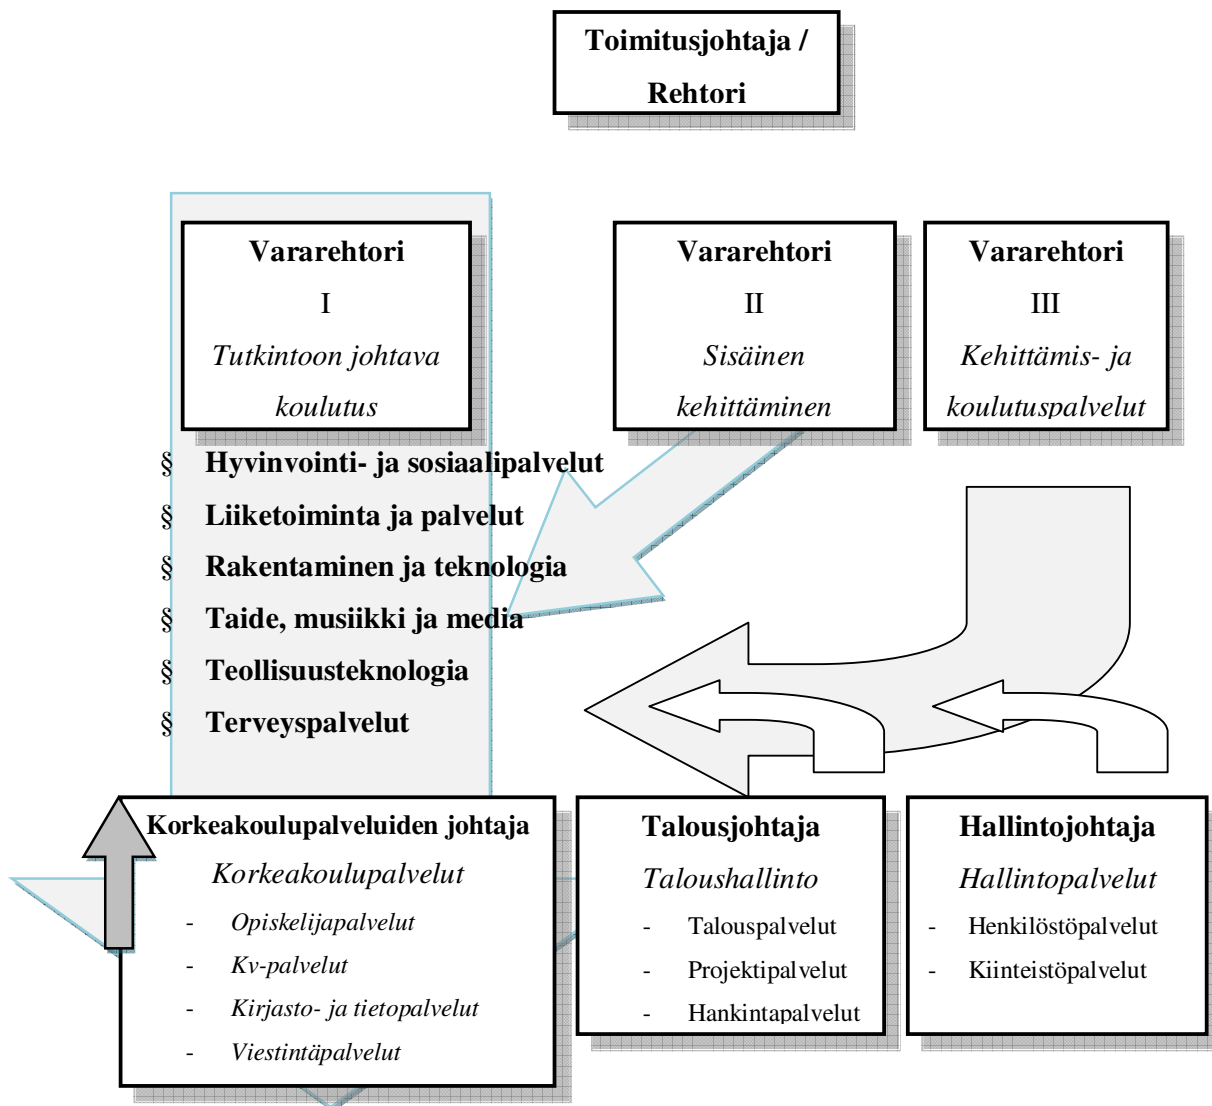 Toimitusjohtaja /
Rehtori
Vararehtori
I
Tutkintoon johtava
koulutus
Vararehtori
II
Sisäinen
kehittäminen
Vararehtori
III
Kehittämis- ja
koulutuspalvelut
§ Hyvinvointi- ja sosiaalipalvelut
§ Liiketoiminta ja palvelut
§ Rakentaminen ja teknologia
§ Taide, musiikki ja media
§ Teollisuusteknologia
§ Terveyspalvelut
Korkeakoulupalveluiden johtaja
Korkeakoulupalvelut
- Opiskelijapalvelut
- Kv-palvelut
- Kirjasto- ja tietopalvelut
- Viestintäpalvelut
Talousjohtaja
Taloushallinto
- Talouspalvelut
- Projektipalvelut
- Hankintapalvelut
Hallintojohtaja
Hallintopalvelut
- Henkilöstöpalvelut
- Kiinteistöpalvelut